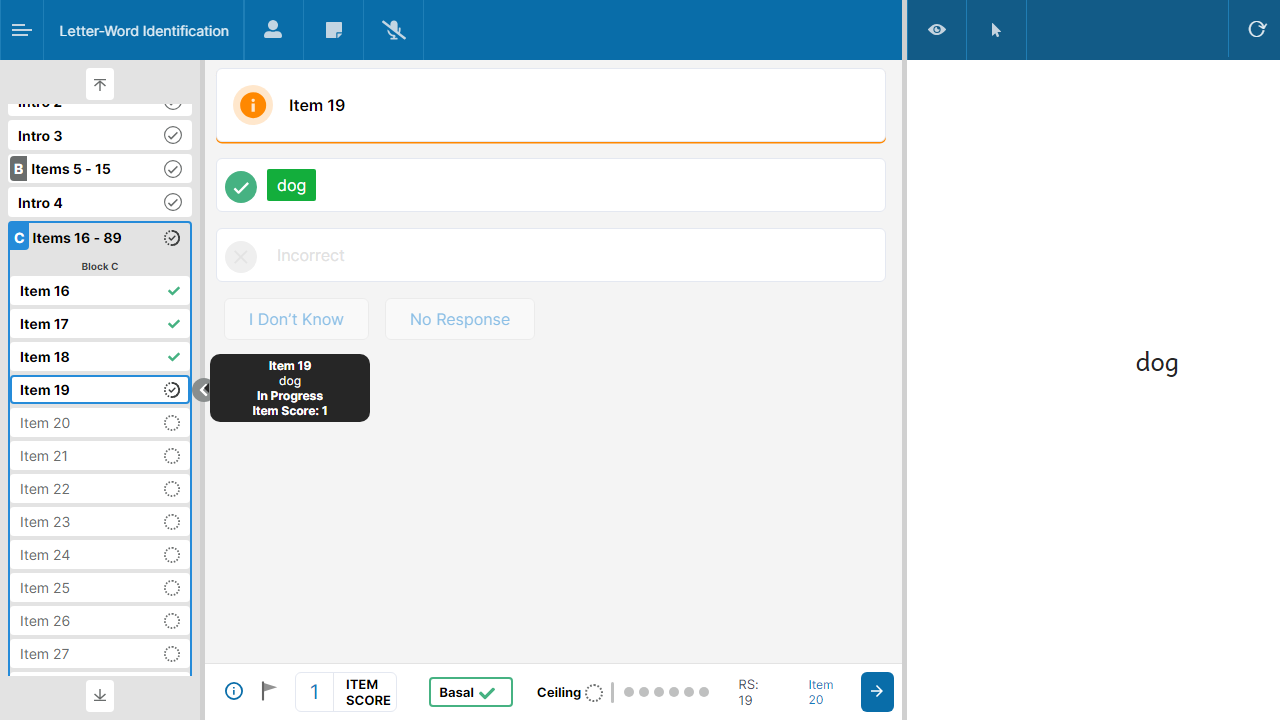 Letter-Word Identification
Intro 2
Intro 3
B Items 5 - 15
Intro 4
C Items 16 - 89
Block C
Item 16
Item 17
Item 18
Item 19
Item 20
Item 21
Item 22
Item 23
Item 24
Item 25
Item 26
Item 27
Item 19
dog
Incorrect
I Don't Know
No Response
Item 19
dog
In Progress
Item Score: 1
1
ITEM
SCORE
Basal
Ceiling
RS:
19
Item
20
dog